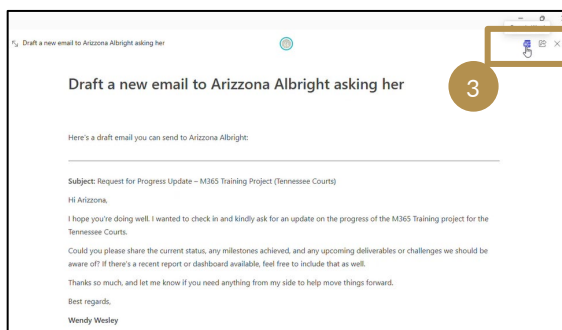 Draft a new email to Arizzona Albright asking her
3
Draft a new email to Arizzona Albright asking her
Here's a draft email you can send to Arizzona Albright:
Subject: Request for Progress Update – M365 Training Project (Tennessee Courts)
Hi Arizzona,
I hope you're doing well. I wanted to check in and kindly ask for an update on the progress of the M365 Training project for the
Tennessee Courts.
Could you please share the current status, any milestones achieved, and any upcoming deliverables or challenges we should be
aware of? If there's a recent report or dashboard available, feel free to include that as well.
Thanks so much, and let me know if you need anything from my side to help move things forward.
Best regards,
Wendy Wesley